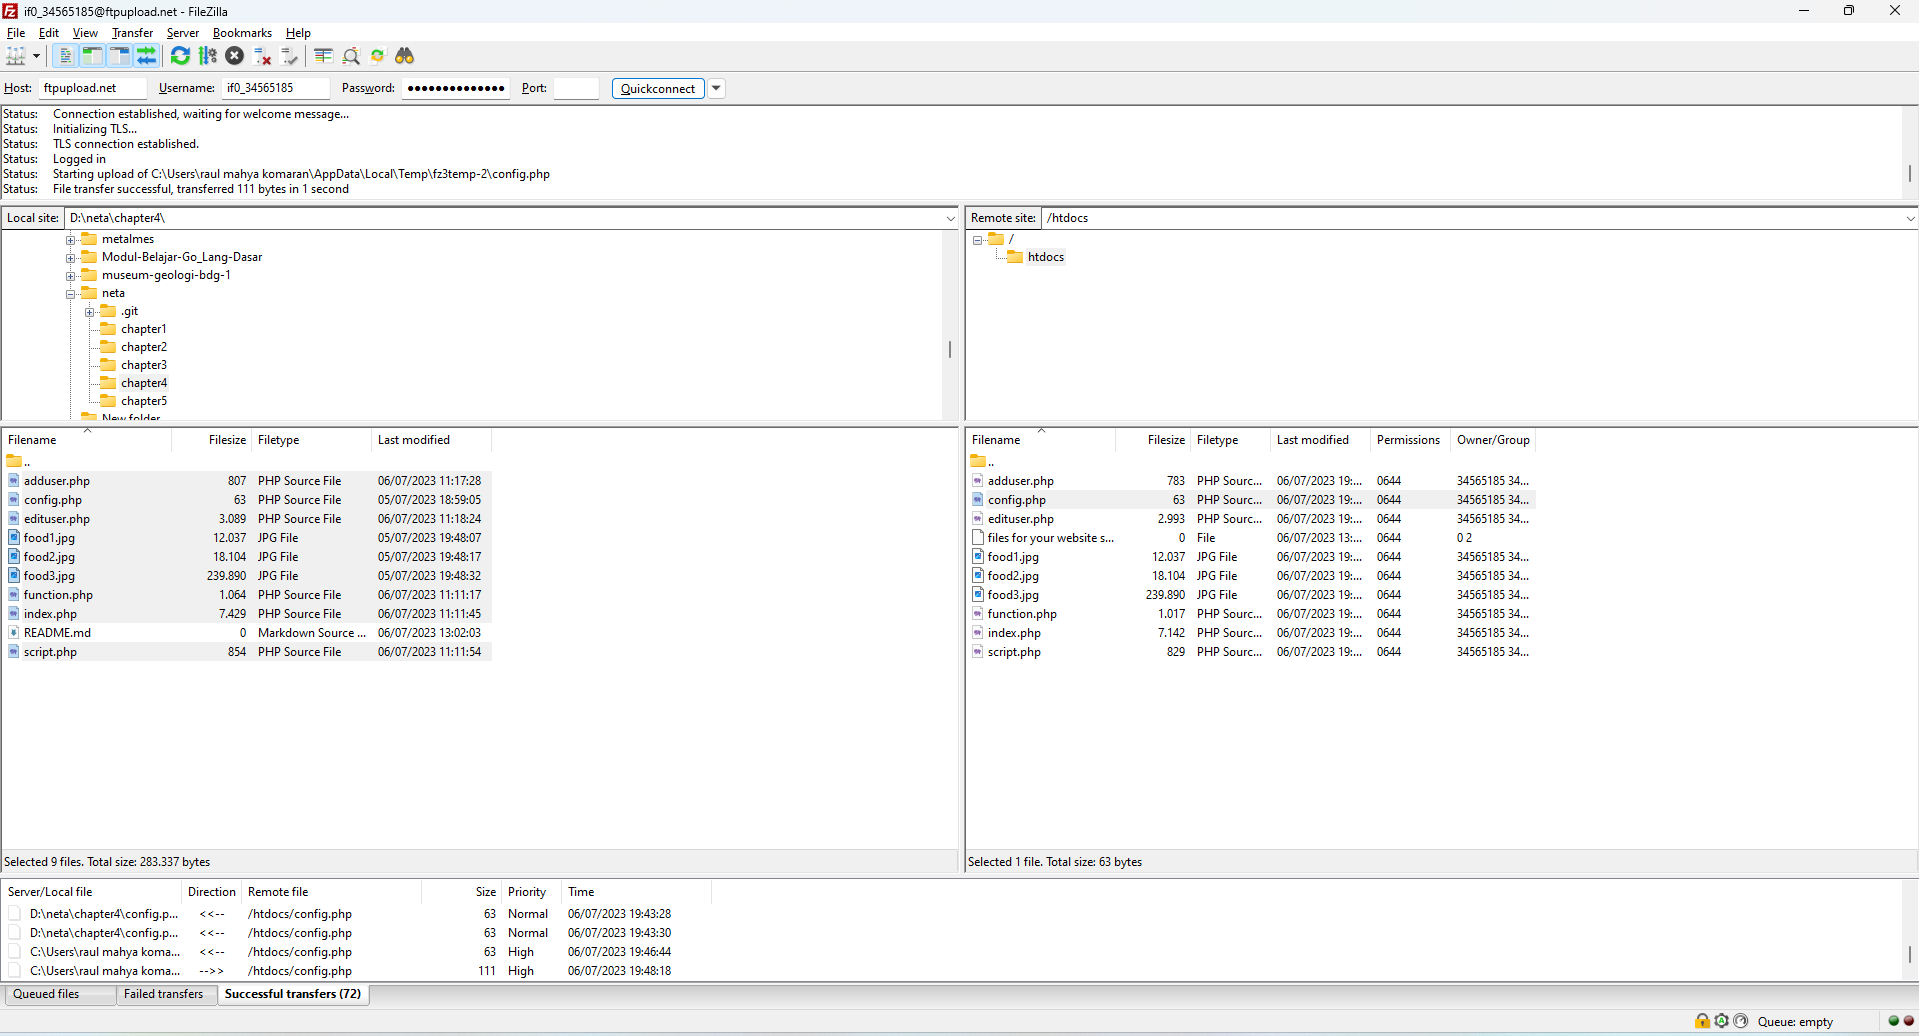 if0_34565185@ftpupload.net - FileZilla
File Edit View Transfer Server Bookmarks Help
Host: ftpupload.net Username: if0_34565185 Password: ●●●●●●●●●●●●●● Port: Quickconnect
Status: Connection established, waiting for welcome message...
Status: Initializing TLS...
Status: TLS connection established.
Status: Logged in
Status: Starting upload of C:\Users\raul mahya komaran\AppData\Local\Temp\fz3temp-2\config.php
Status: File transfer successful, transferred 111 bytes in 1 second
Local site: D:\neta\chapter4\
metalmes
Modul-Belajar-Go_Lang-Dasar
museum-geologi-bdg-1
neta
.git
chapter1
chapter2
chapter3
chapter4
chapter5
New folder
Remote site: /htdocs
/
htdocs
Filename Filesize Filetype Last modified
..
adduser.php 807 PHP Source File 06/07/2023 11:17:28
config.php 63 PHP Source File 05/07/2023 18:59:05
edituser.php 3.089 PHP Source File 06/07/2023 11:18:24
food1.jpg 12.037 JPG File 05/07/2023 19:48:07
food2.jpg 18.104 JPG File 05/07/2023 19:48:17
food3.jpg 239.890 JPG File 05/07/2023 19:48:32
function.php 1.064 PHP Source File 06/07/2023 11:11:17
index.php 7.429 PHP Source File 06/07/2023 11:11:45
README.md 0 Markdown Source ... 06/07/2023 13:02:03
script.php 854 PHP Source File 06/07/2023 11:11:54
Selected 9 files. Total size: 283.337 bytes
Filename Filesize Filetype Last modified Permissions Owner/Group
..
adduser.php 783 PHP Sourc... 06/07/2023 19:... 0644 34565185 34...
config.php 63 PHP Sourc... 06/07/2023 19:... 0644 34565185 34...
edituser.php 2.993 PHP Sourc... 06/07/2023 19:... 0644 34565185 34...
files for your website s... 0 File 06/07/2023 13:... 0644 0 2
food1.jpg 12.037 JPG File 06/07/2023 19:... 0644 34565185 34...
food2.jpg 18.104 JPG File 06/07/2023 19:... 0644 34565185 34...
food3.jpg 239.890 JPG File 06/07/2023 19:... 0644 34565185 34...
function.php 1.017 PHP Sourc... 06/07/2023 19:... 0644 34565185 34...
index.php 7.142 PHP Sourc... 06/07/2023 19:... 0644 34565185 34...
script.php 829 PHP Sourc... 06/07/2023 19:... 0644 34565185 34...
Selected 1 file. Total size: 63 bytes
Server/Local file Direction Remote file Size Priority Time
D:\neta\chapter4\config.p... <<-- /htdocs/config.php 63 Normal 06/07/2023 19:43:28
D:\neta\chapter4\config.p... <<-- /htdocs/config.php 63 Normal 06/07/2023 19:43:30
C:\Users\raul mahya koma... <<-- /htdocs/config.php 63 High 06/07/2023 19:46:44
C:\Users\raul mahya koma... -->> /htdocs/config.php 111 High 06/07/2023 19:48:18
Queued files Failed transfers Successful transfers (72)
Queue: empty